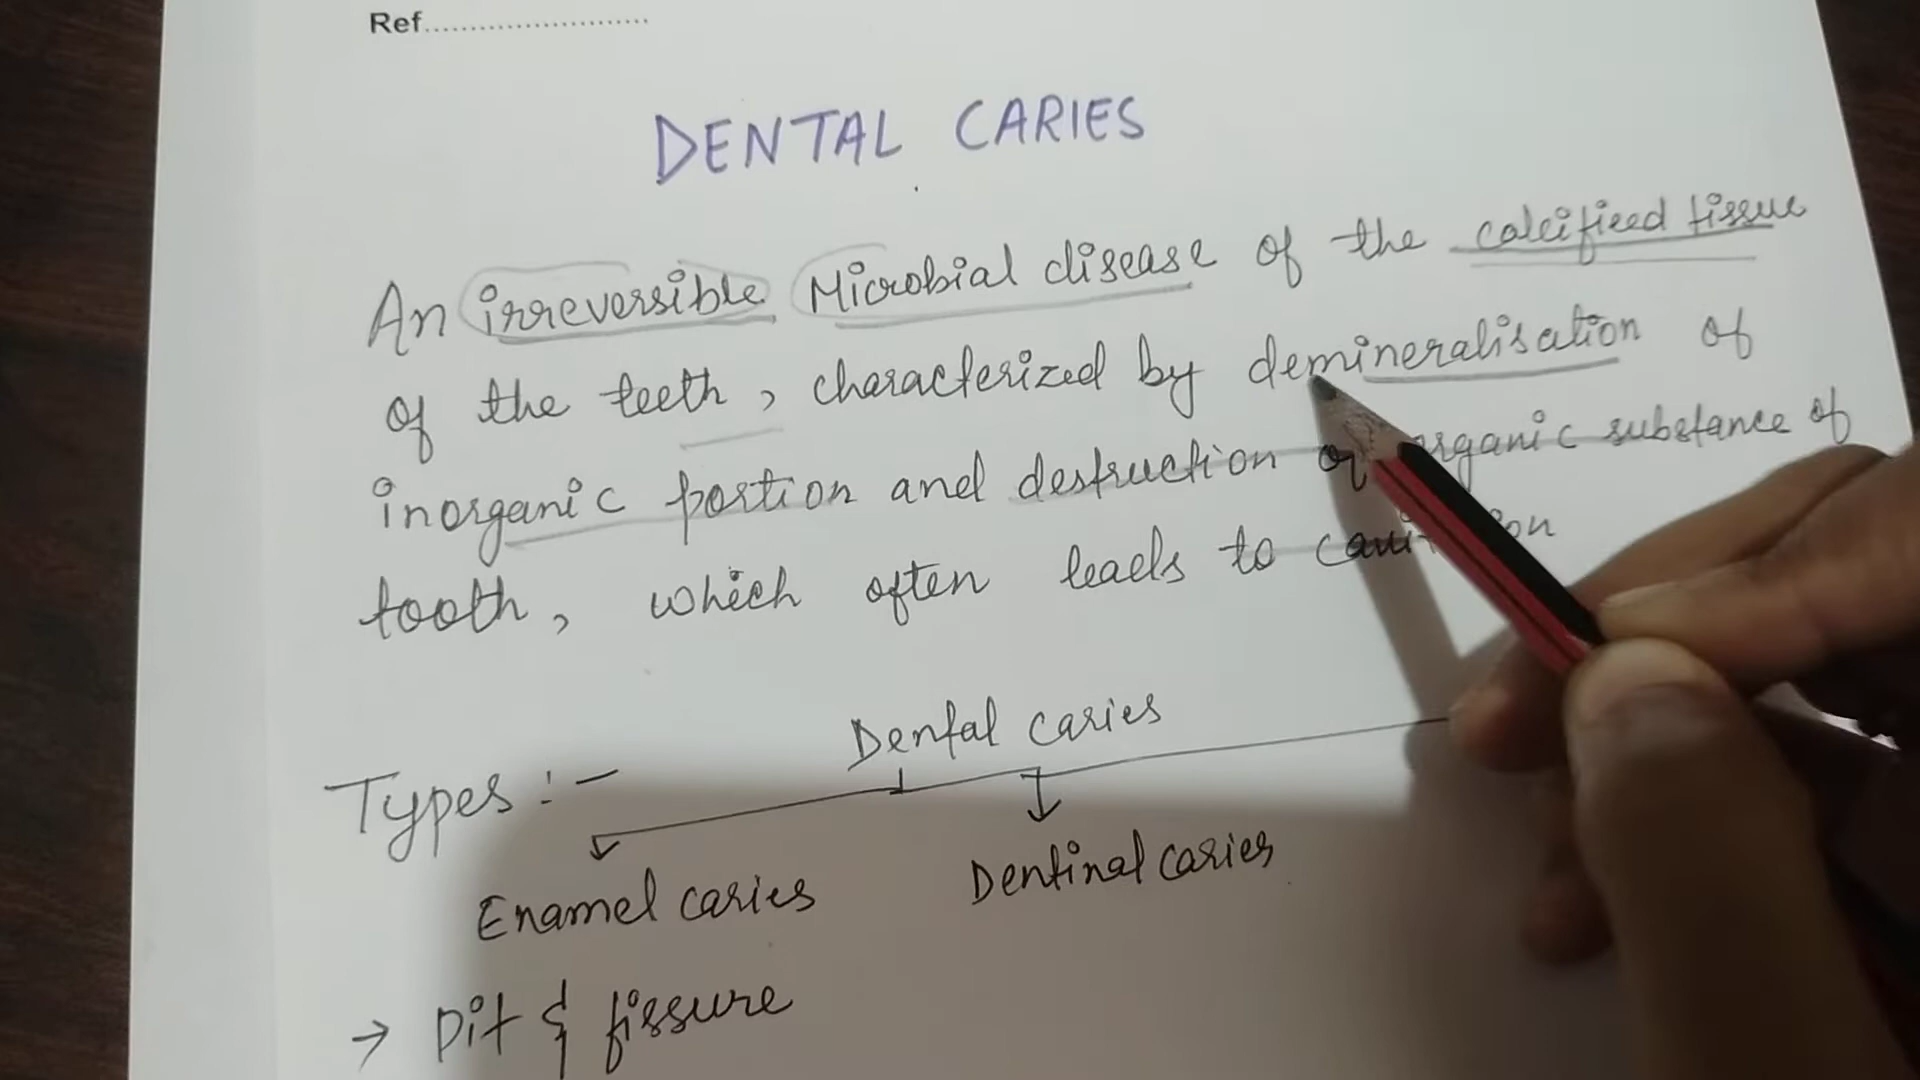 Ref..........................
DENTAL CARIES
An irreversible Microbial disease of the calcified tissue
of the teeth, characterized by demineralisation of
inorganic portion and destruction of organic substance of
tooth, which often leads to
Dental caries
Types :-
Enamel caries Dentinal caries
→ Pit & fissure